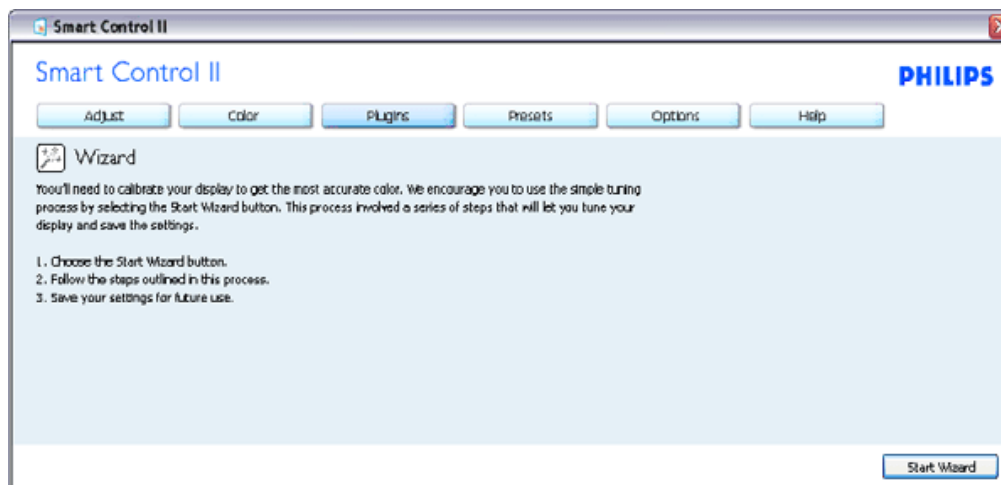 Smart Control II
Smart Control II
PHILIPS
Adjust Color Plugins Presets Options Help
Wizard
Yoou'll need to calibrate your display to get the most accurate color. We encourage you to use the simple tuning
process by selecting the Start Wizard button. This process involved a series of steps that will let you tune your
display and save the settings.
1. Choose the Start Wizard button.
2. Follow the steps outlined in this process.
3. Save your settings for future use.
Start Wizard